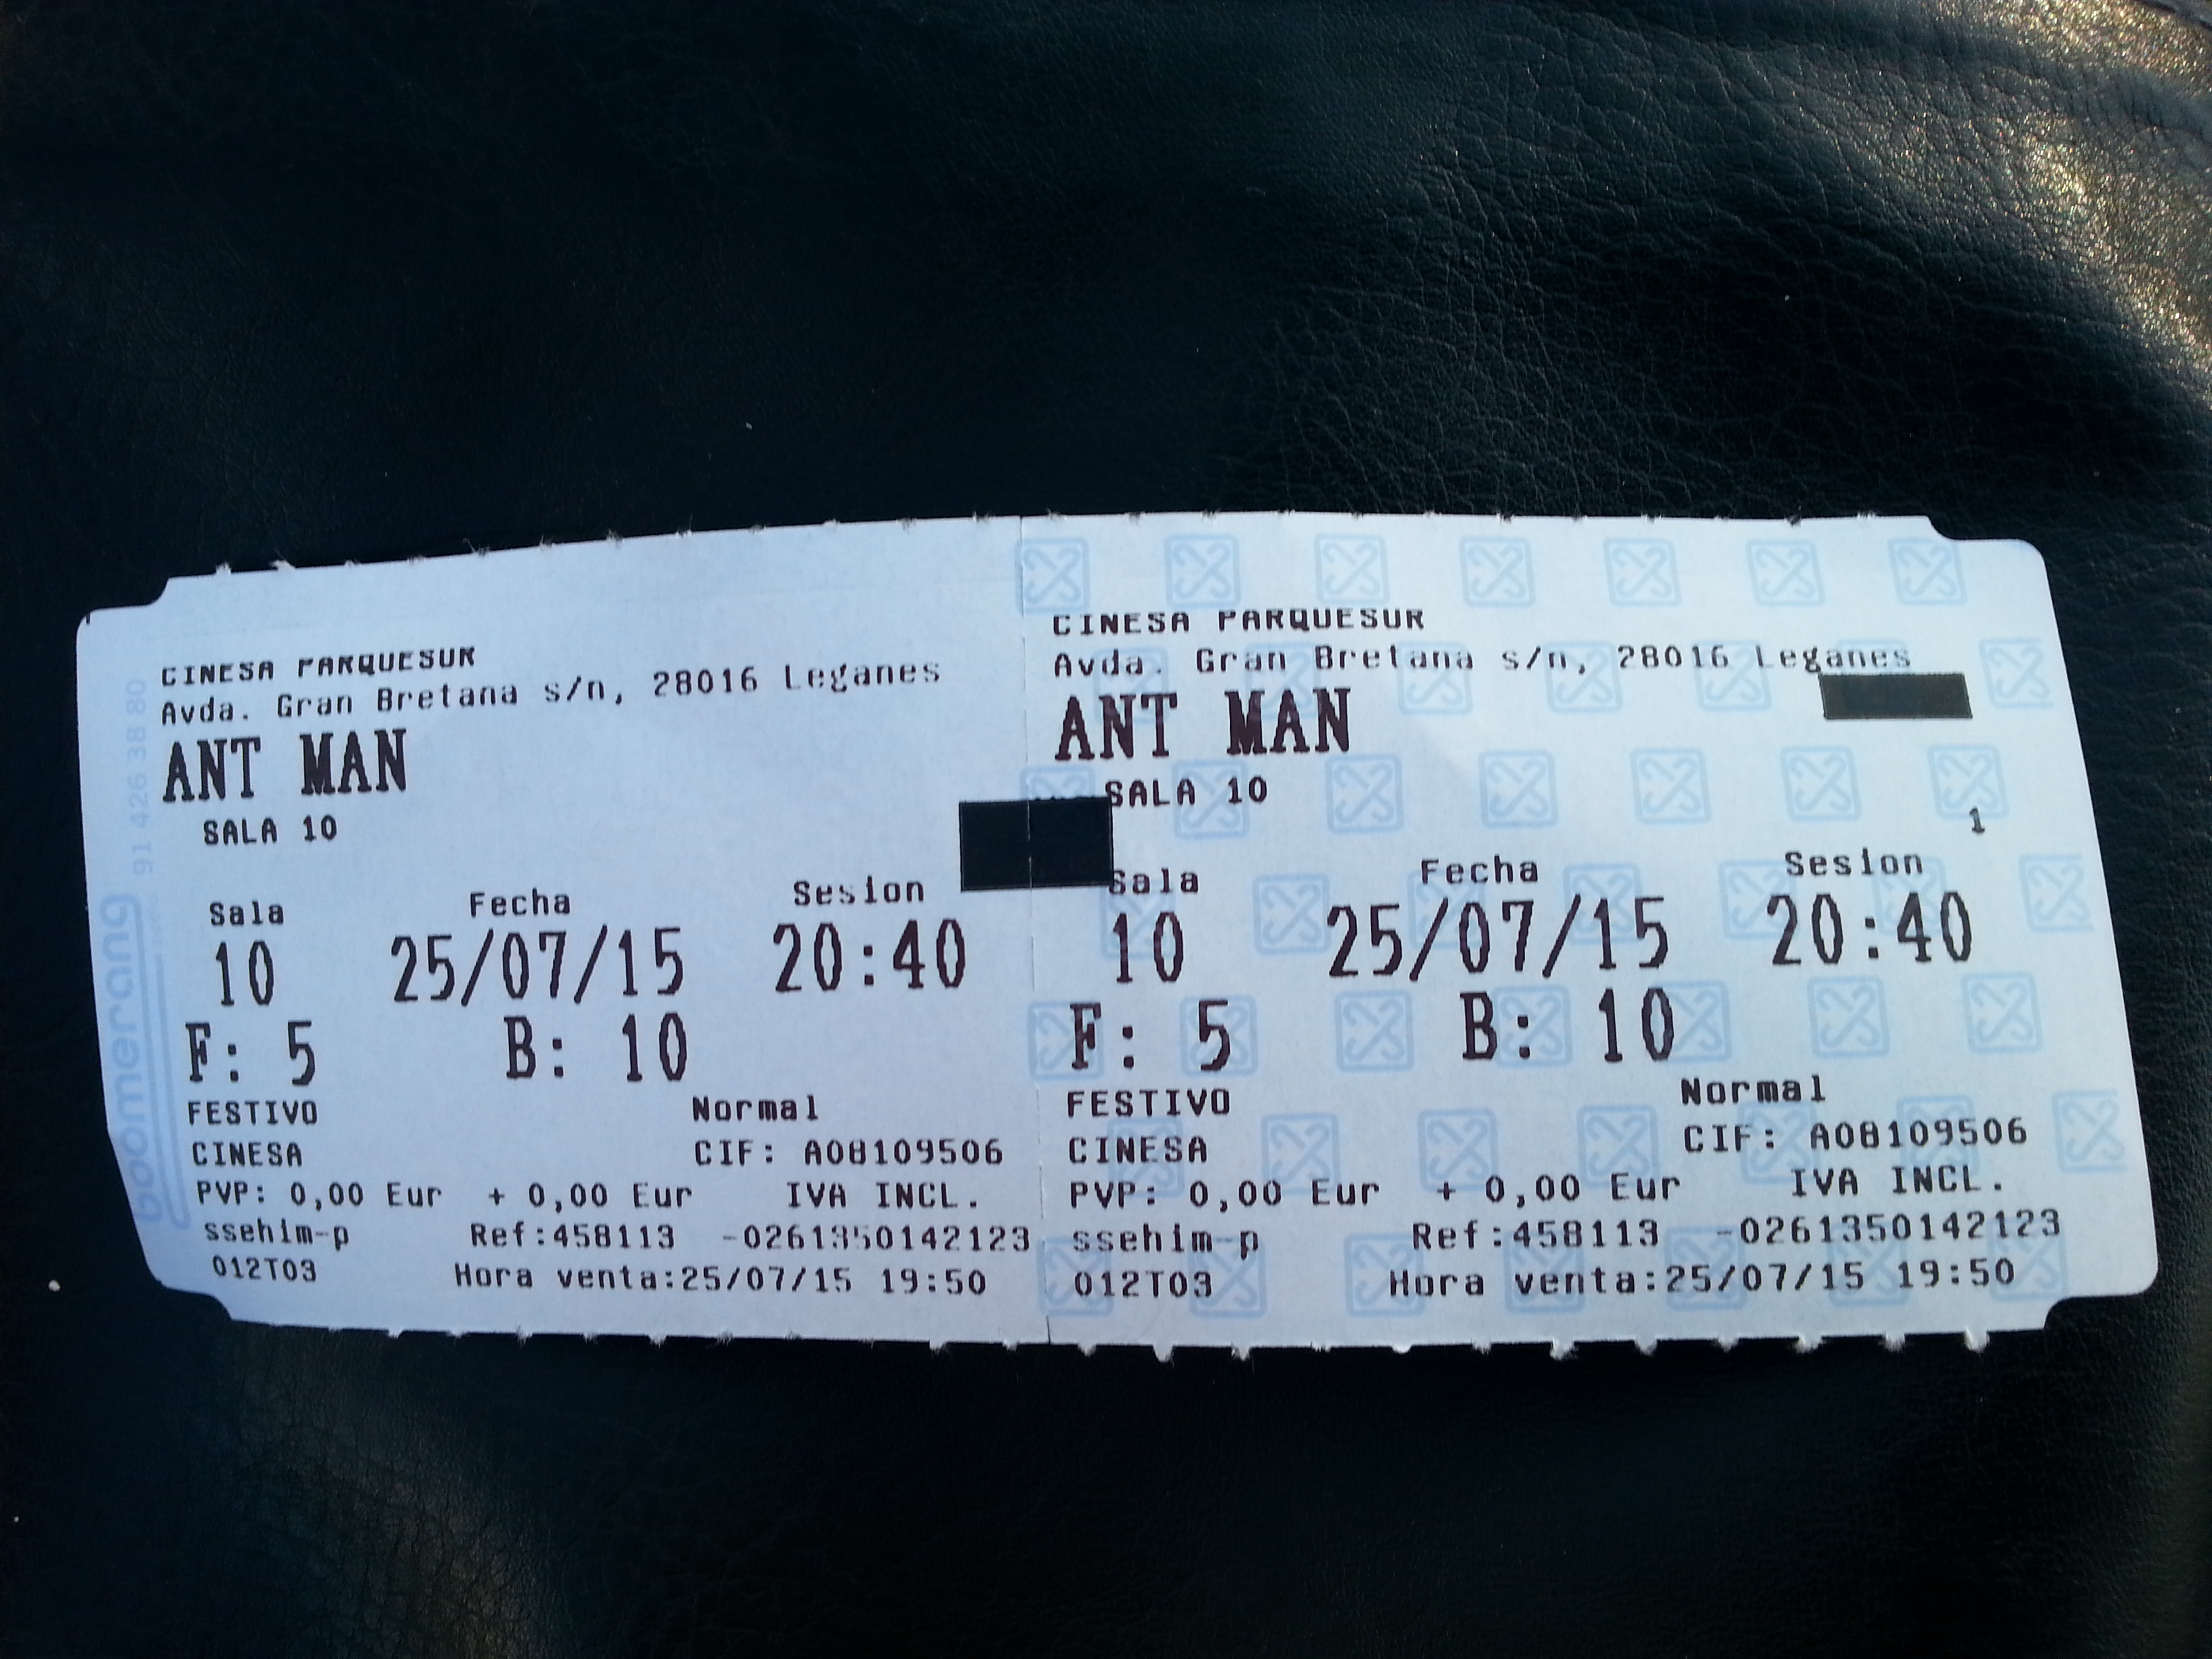 CINESA PARQUESUR
Avda. Gran Bretana s/n, 28016 Leganes
ANT MAN
SALA 10
Sala Fecha Sesion
10 25/07/15 20:40
F: 5 B: 10
FESTIVO Normal
CINESA CIF: A08109506
PVP: 0,00 Eur + 0,00 Eur IVA INCL.
ssehim-p Ref:458113 -0261350142123
012T03 Hora venta:25/07/15 19:50
boomerang 91 426 38 80
CINESA PARQUESUR
Avda. Gran Bretana s/n, 28016 Leganes
ANT MAN
SALA 10
1
Sala Fecha Sesion
10 25/07/15 20:40
F: 5 B: 10
FESTIVO Normal
CINESA CIF: A08109506
PVP: 0,00 Eur + 0,00 Eur IVA INCL.
ssehim-p Ref:458113 -0261350142123
012T03 Hora venta:25/07/15 19:50